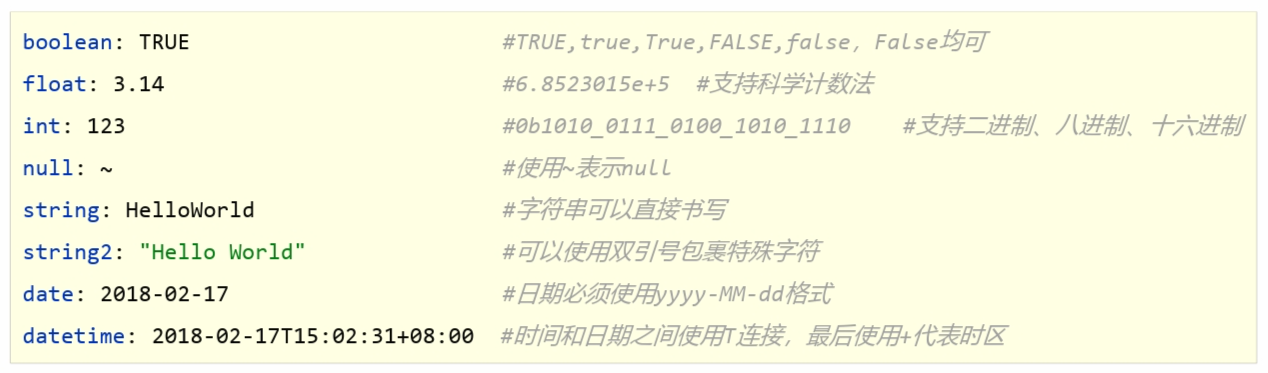 boolean: TRUE #TRUE,true,True,FALSE,false, False均可
float: 3.14 #6.8523015e+5 #支持科学计数法
int: 123 #0b1010_0111_0100_1010_1110 #支持二进制、八进制、十六进制
null: ~ #使用~表示null
string: HelloWorld #字符串可以直接书写
string2: "Hello World" #可以使用双引号包裹特殊字符
date: 2018-02-17 #日期必须使用yyyy-MM-dd格式
datetime: 2018-02-17T15:02:31+08:00 #时间和日期之间使用T连接，最后使用+代表时区